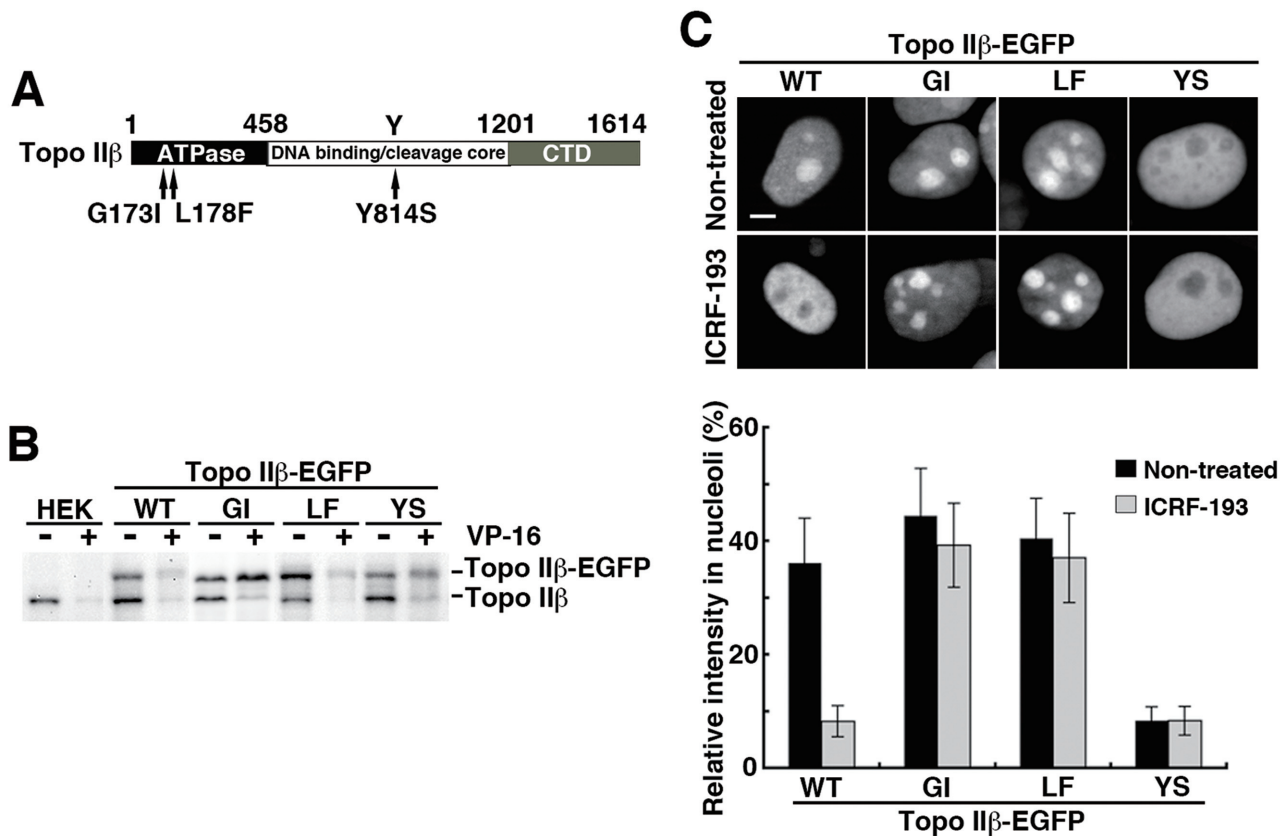 A
1 458 Y 1201 1614
Topo IIβ ATPase DNA binding/cleavage core CTD
G173I L178F Y814S
B
Topo IIβ-EGFP
HEK WT GI LF YS
- + - + - + - + - + VP-16
-Topo IIβ-EGFP
-Topo IIβ
C
Topo IIβ-EGFP
WT GI LF YS
Non-treated
ICRF-193
Relative intensity in nucleoli (%)
60
40
20
0
Non-treated
ICRF-193
WT GI LF YS
Topo IIβ-EGFP